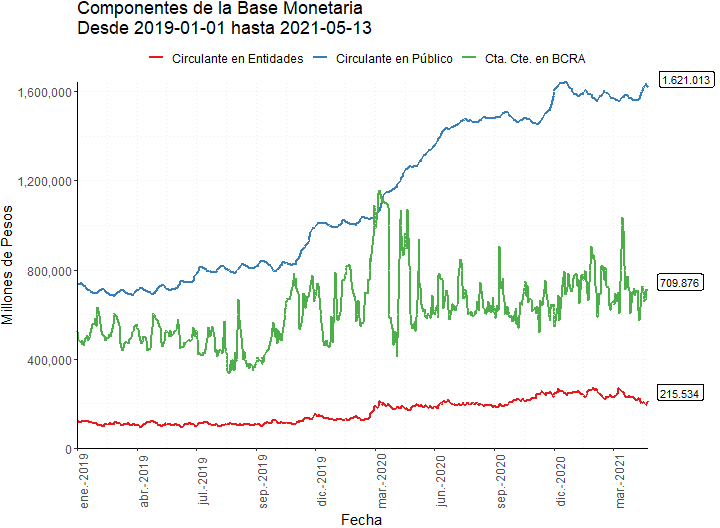 Componentes de la Base Monetaria
Desde 2019-01-01 hasta 2021-05-13
Circulante en Entidades Circulante en Público Cta. Cte. en BCRA
1.621.013
1,600,000
1,200,000
800,000
709.876
400,000
215.534
0
Millones de Pesos
ene.-2019 abr.-2019 jul.-2019 sep.-2019 dic.-2019 mar.-2020 jun.-2020 sep.-2020 dic.-2020 mar.-2021
Fecha